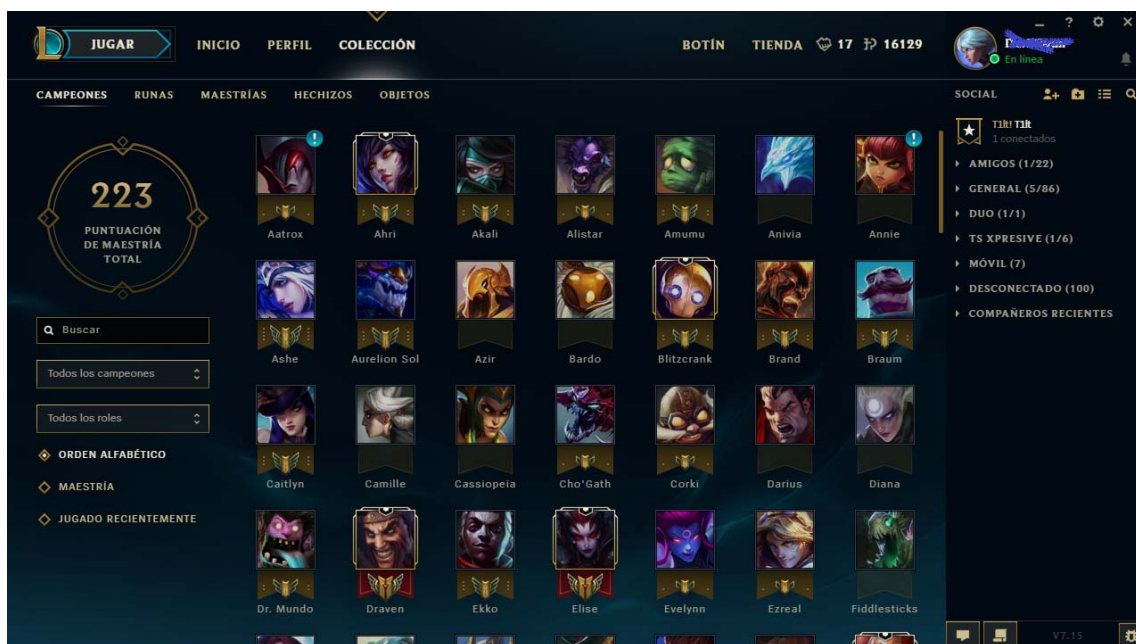 JUGAR
INICIO
PERFIL
COLECCIÓN
BOTÍN
TIENDA
17
16129
?
En línea
CAMPEONES
RUNAS
MAESTRÍAS
HECHIZOS
OBJETOS
SOCIAL
223
PUNTUACIÓN
DE MAESTRÍA
TOTAL
Buscar
Todos los campeones
Todos los roles
ORDEN ALFABÉTICO
MAESTRÍA
JUGADO RECIENTEMENTE
!
!
Aatrox
Ahri
Akali
Alistar
Amumu
Anivia
Annie
Ashe
Aurelion Sol
Azir
Bardo
Blitzcrank
Brand
Braum
Caitlyn
Camille
Cassiopeia
Cho'Gath
Corki
Darius
Diana
Dr. Mundo
Draven
Ekko
Elise
Evelynn
Ezreal
Fiddlesticks
T1lt! T1lt
1 conectados
AMIGOS (1/22)
GENERAL (5/86)
DUO (1/1)
TS XPRESIVE (1/6)
MÓVIL (7)
DESCONECTADO (100)
COMPAÑEROS RECIENTES
V7.15